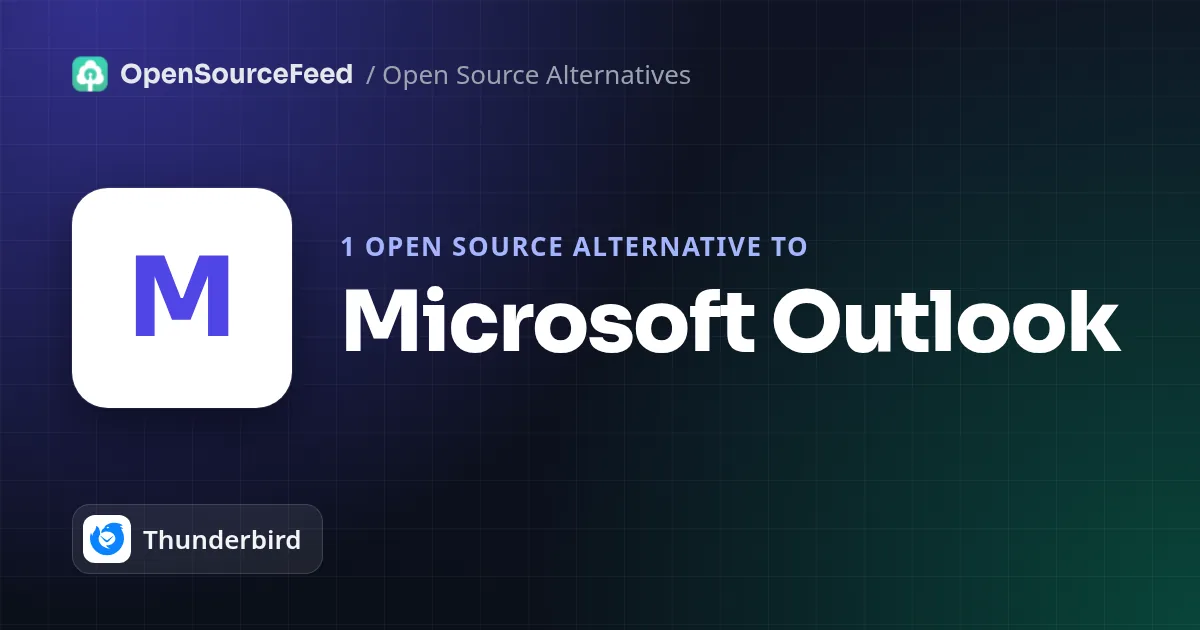 OpenSourceFeed / Open Source Alternatives
M
1 OPEN SOURCE ALTERNATIVE TO
Microsoft Outlook
Thunderbird